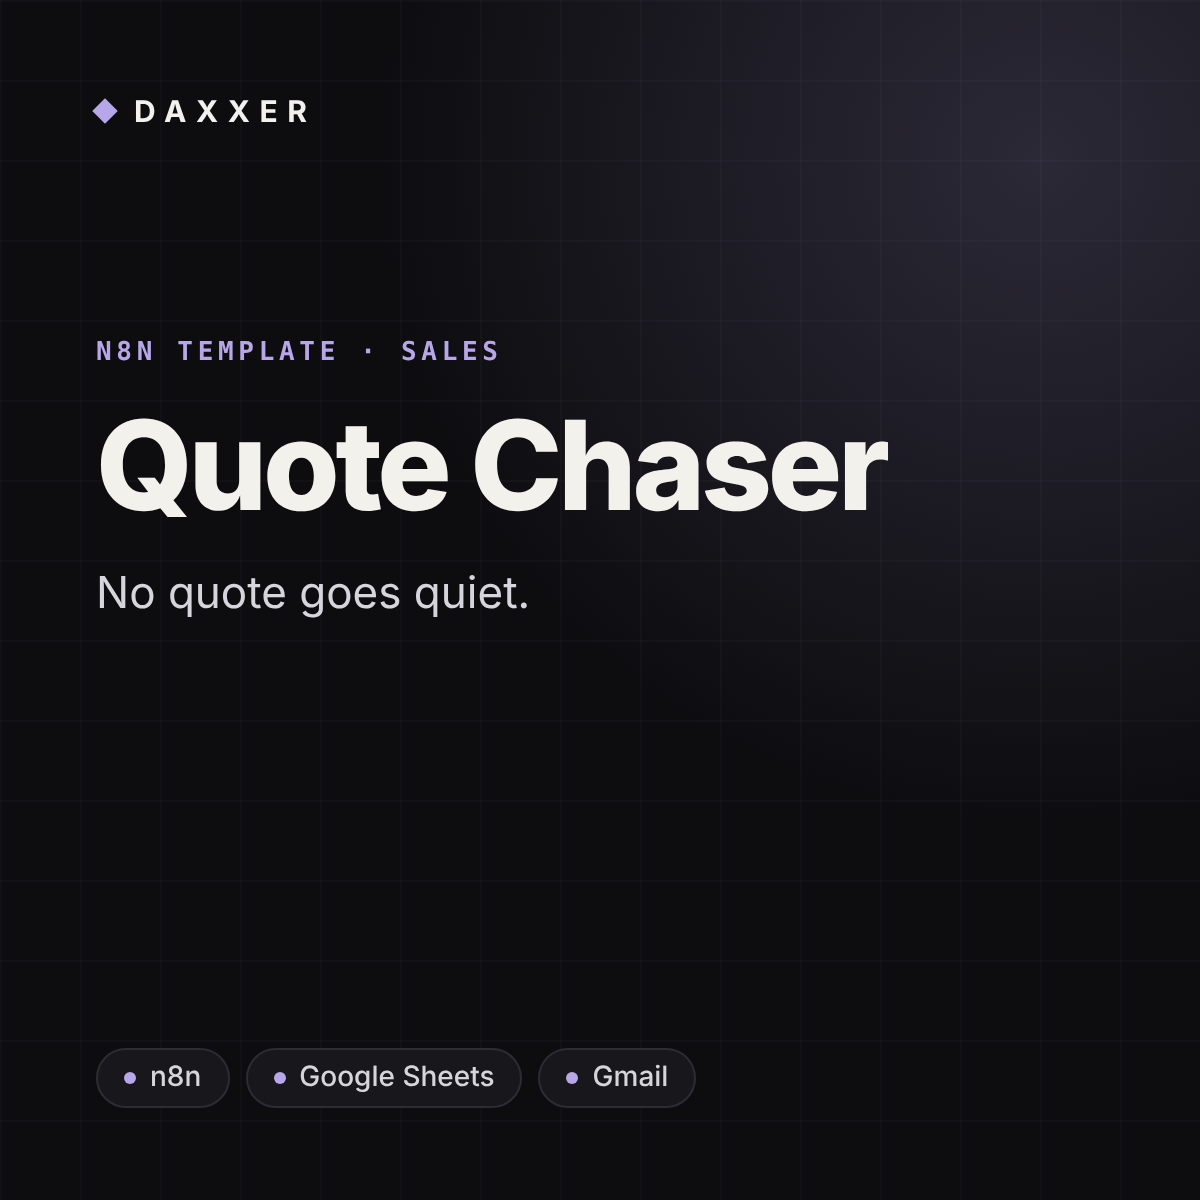 DAXXER
N8N TEMPLATE · SALES
Quote Chaser
No quote goes quiet.
n8n
Google Sheets
Gmail